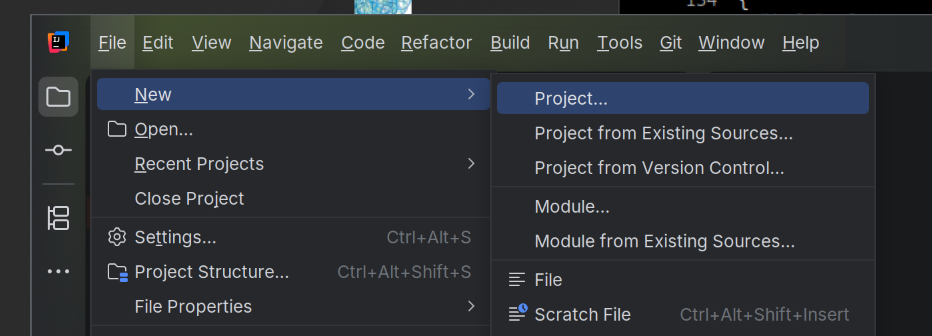 134 {
IJ
File Edit View Navigate Code Refactor Build Run Tools Git Window Help
New
Open...
Recent Projects
Close Project
Settings... Ctrl+Alt+S
Project Structure... Ctrl+Alt+Shift+S
File Properties
Project...
Project from Existing Sources...
Project from Version Control...
Module...
Module from Existing Sources...
File
Scratch File Ctrl+Alt+Shift+Insert